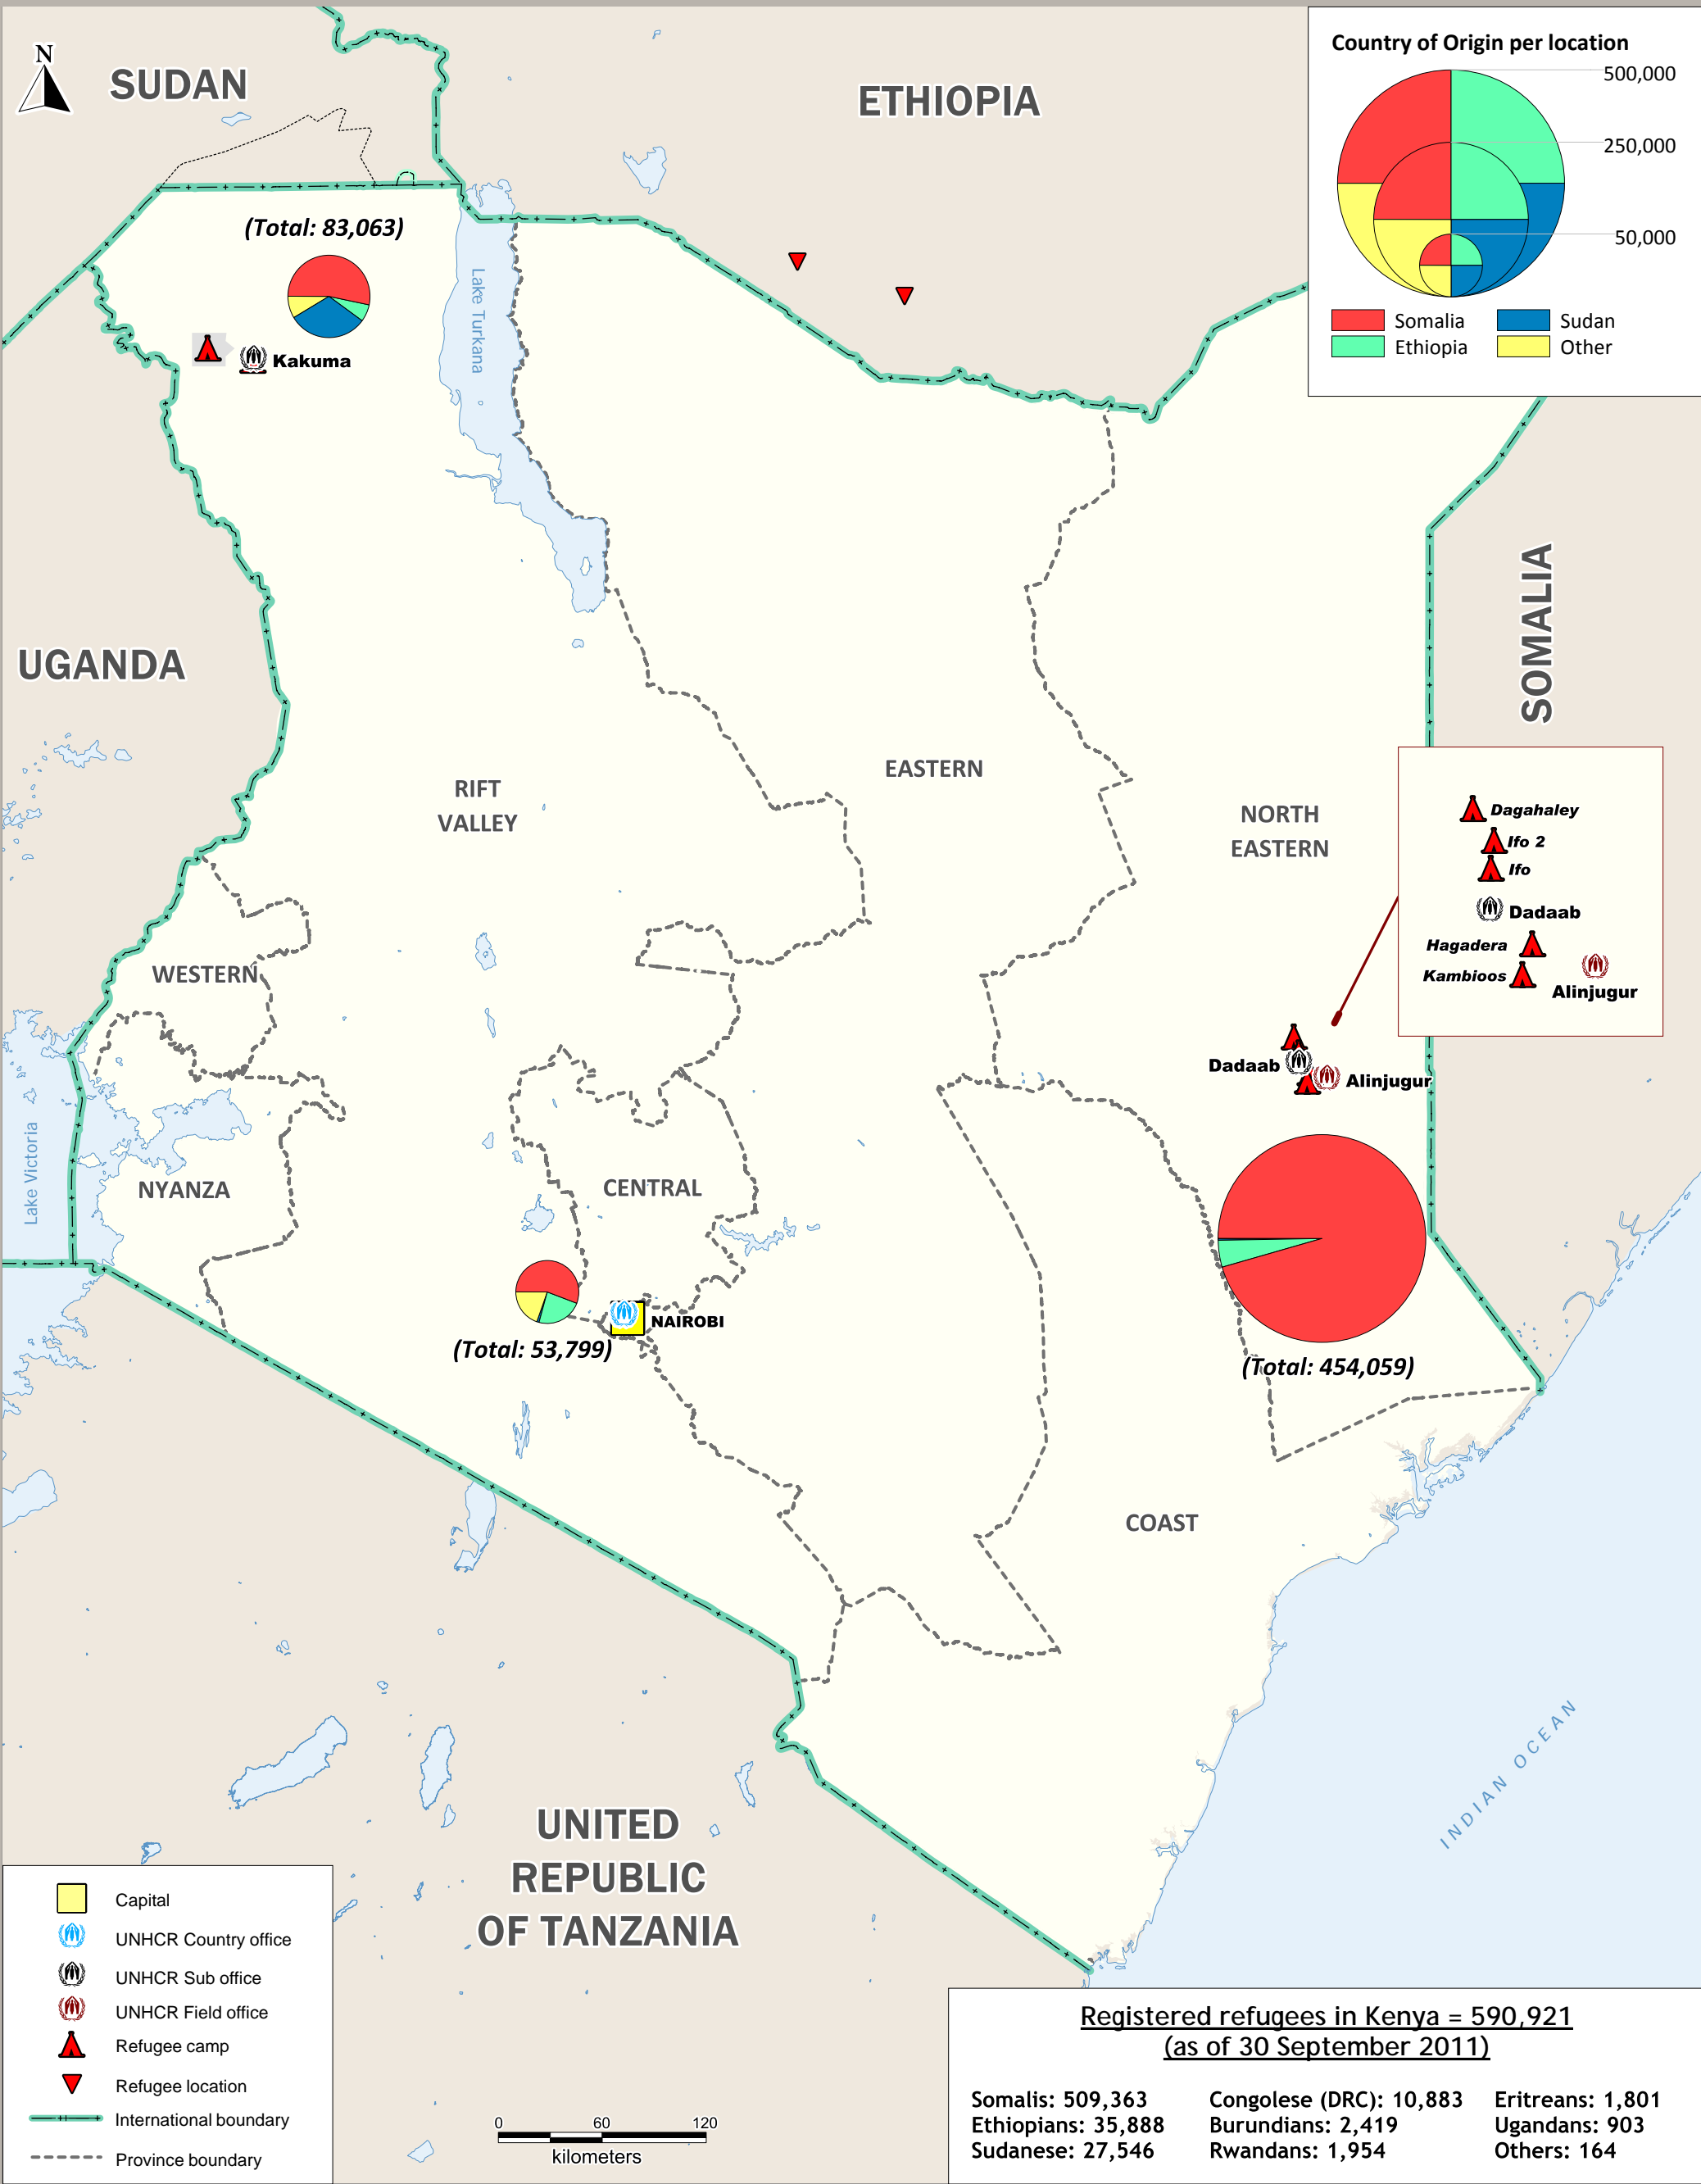 N
SUDAN
ETHIOPIA
Country of Origin per location
500,000
250,000
50,000
Somalia
Sudan
Ethiopia
Other
(Total: 83,063)
Lake Turkana
Kakuma
UGANDA
SOMALIA
RIFT
VALLEY
EASTERN
NORTH
EASTERN
Dagahaley
Ifo 2
Ifo
Dadaab
Hagadera
Kambioos
Alinjugur
WESTERN
Dadaab
Alinjugur
Lake Victoria
NYANZA
CENTRAL
NAIROBI
(Total: 53,799)
(Total: 454,059)
COAST
INDIAN OCEAN
UNITED
REPUBLIC
OF TANZANIA
Capital
UNHCR Country office
UNHCR Sub office
UNHCR Field office
Refugee camp
Refugee location
International boundary
Province boundary
0 60 120
kilometers
Registered refugees in Kenya = 590,921
(as of 30 September 2011)
Somalis: 509,363 Congolese (DRC): 10,883 Eritreans: 1,801
Ethiopians: 35,888 Burundians: 2,419 Ugandans: 903
Sudanese: 27,546 Rwandans: 1,954 Others: 164